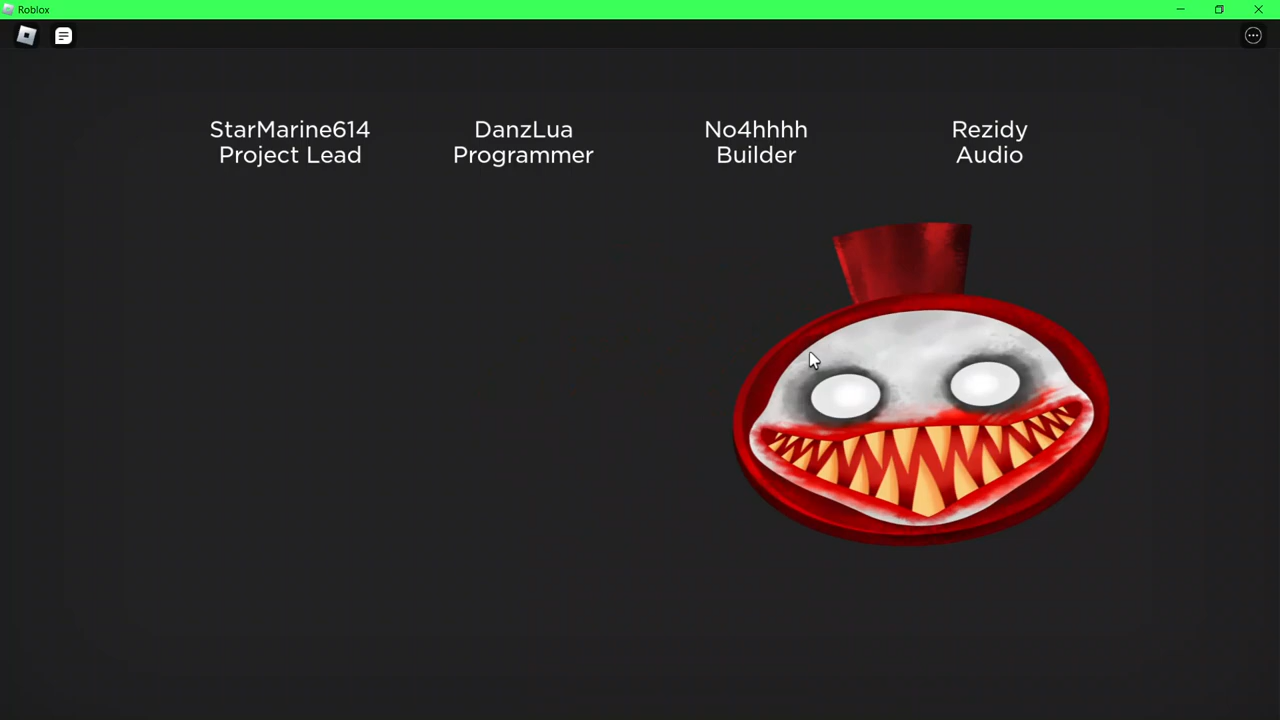 Roblox
StarMarine614
Project Lead
DanzLua
Programmer
No4hhhh
Builder
Rezidy
Audio